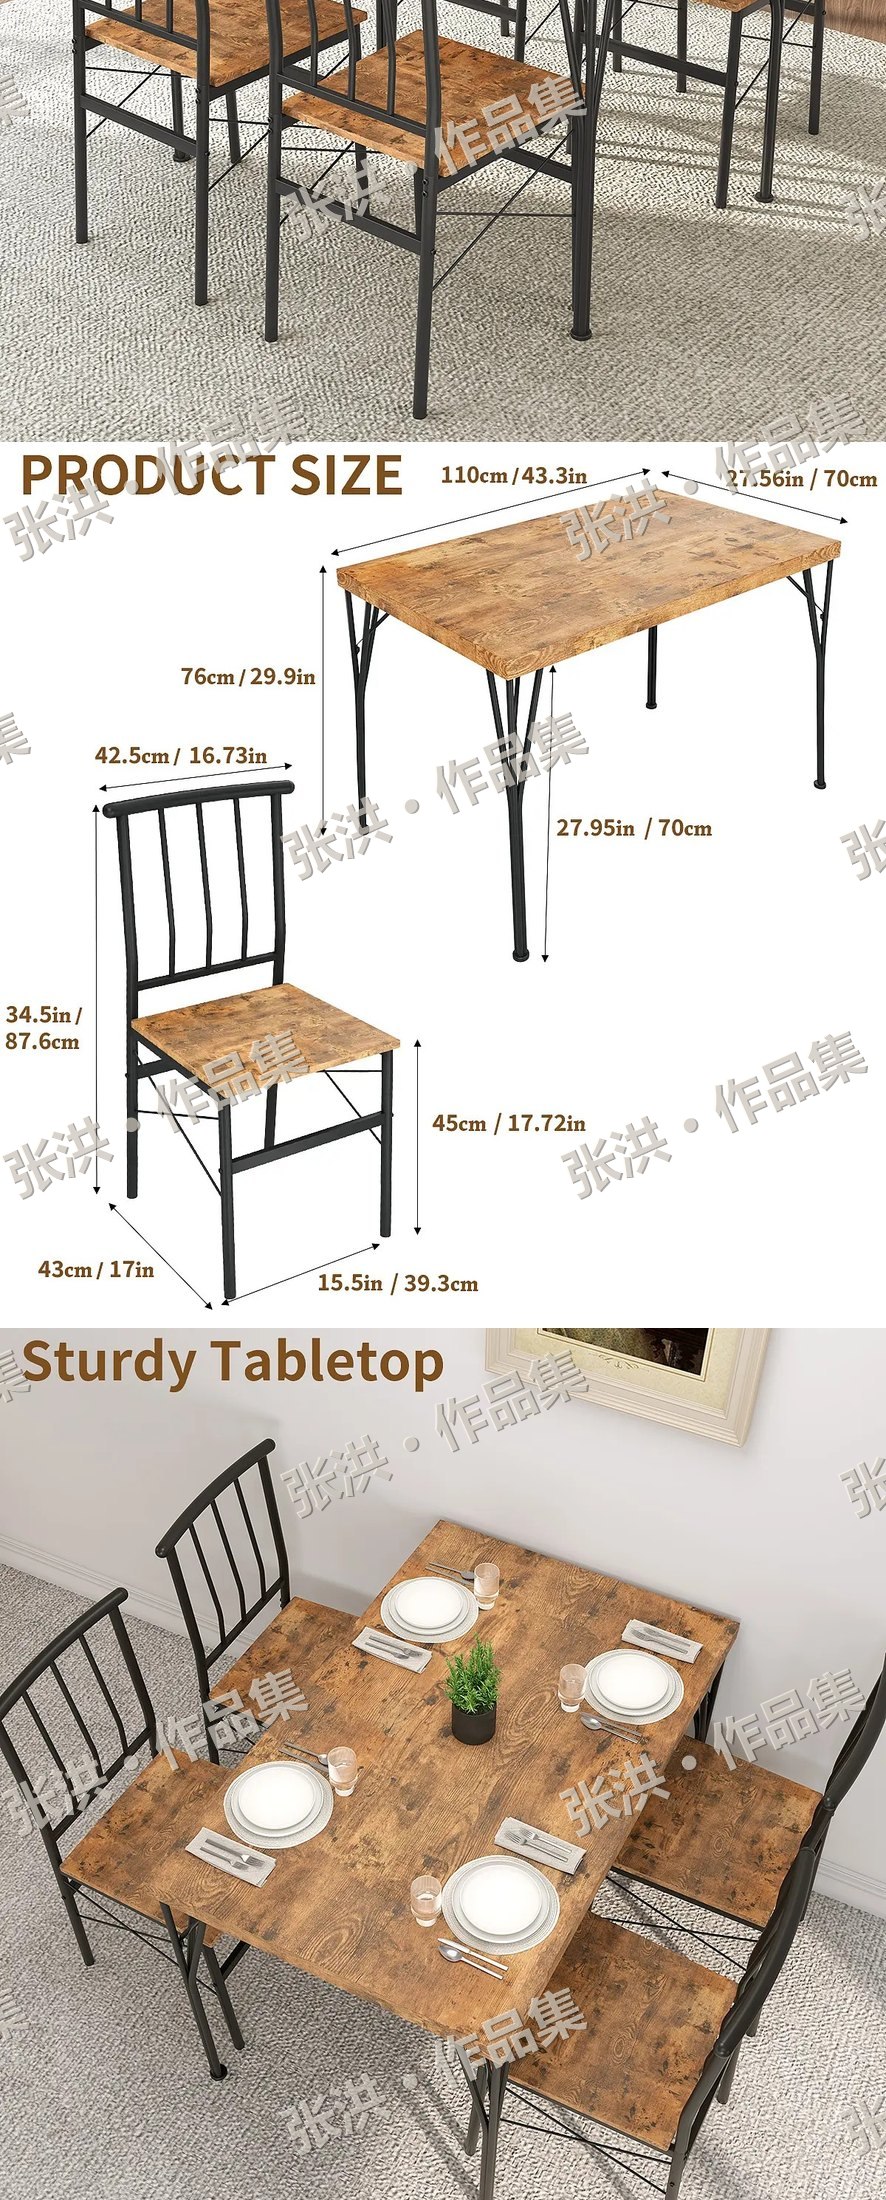 张洪·作品集
PRODUCT SIZE
110cm/43.3in
27.56in / 70cm
76cm/29.9in
42.5cm/ 16.73in
27.95in / 70cm
34.5in/
87.6cm
45cm / 17.72in
43cm/ 17in
15.5in / 39.3cm
Sturdy Tabletop